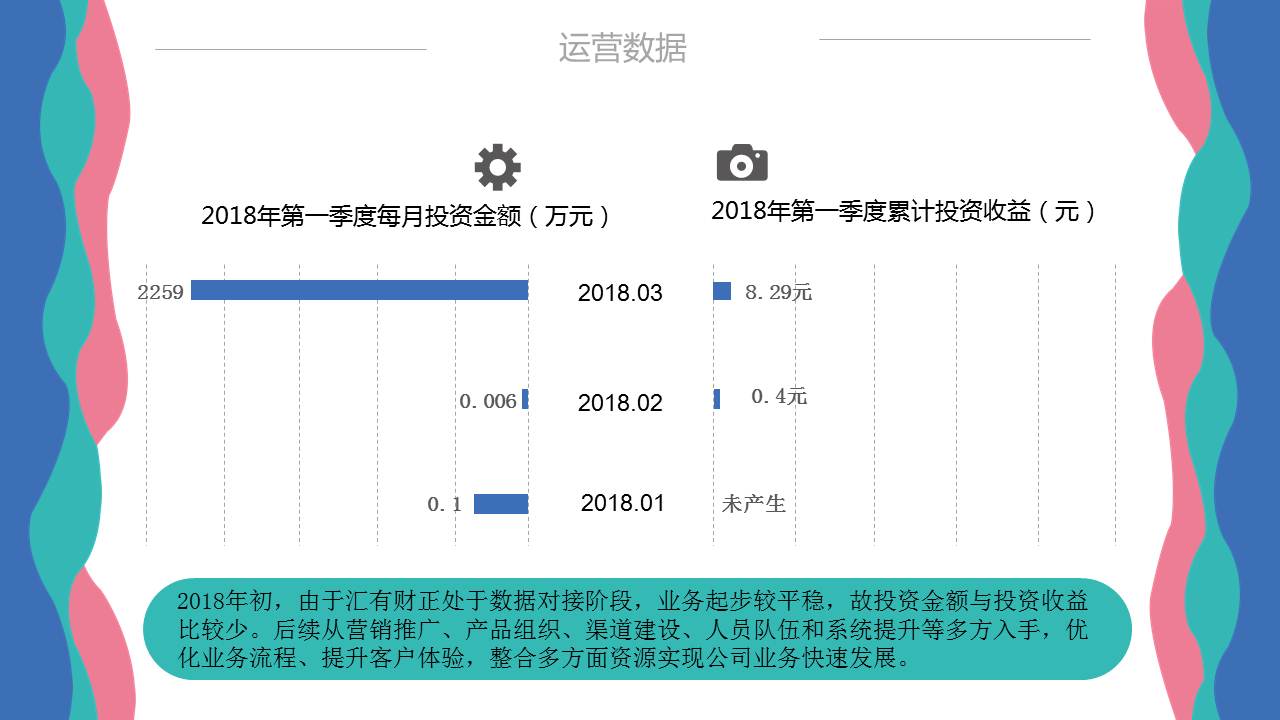 运营数据
2018年第一季度每月投资金额（万元）
2018年第一季度累计投资收益（元）
2259
2018.03
8.29元
0.006
2018.02
0.4元
0.1
2018.01
未产生
2018年初，由于汇有财正处于数据对接阶段，业务起步较平稳，故投资金额与投资收益
比较少。后续从营销推广、产品组织、渠道建设、人员队伍和系统提升等多方入手，优
化业务流程、提升客户体验，整合多方面资源实现公司业务快速发展。